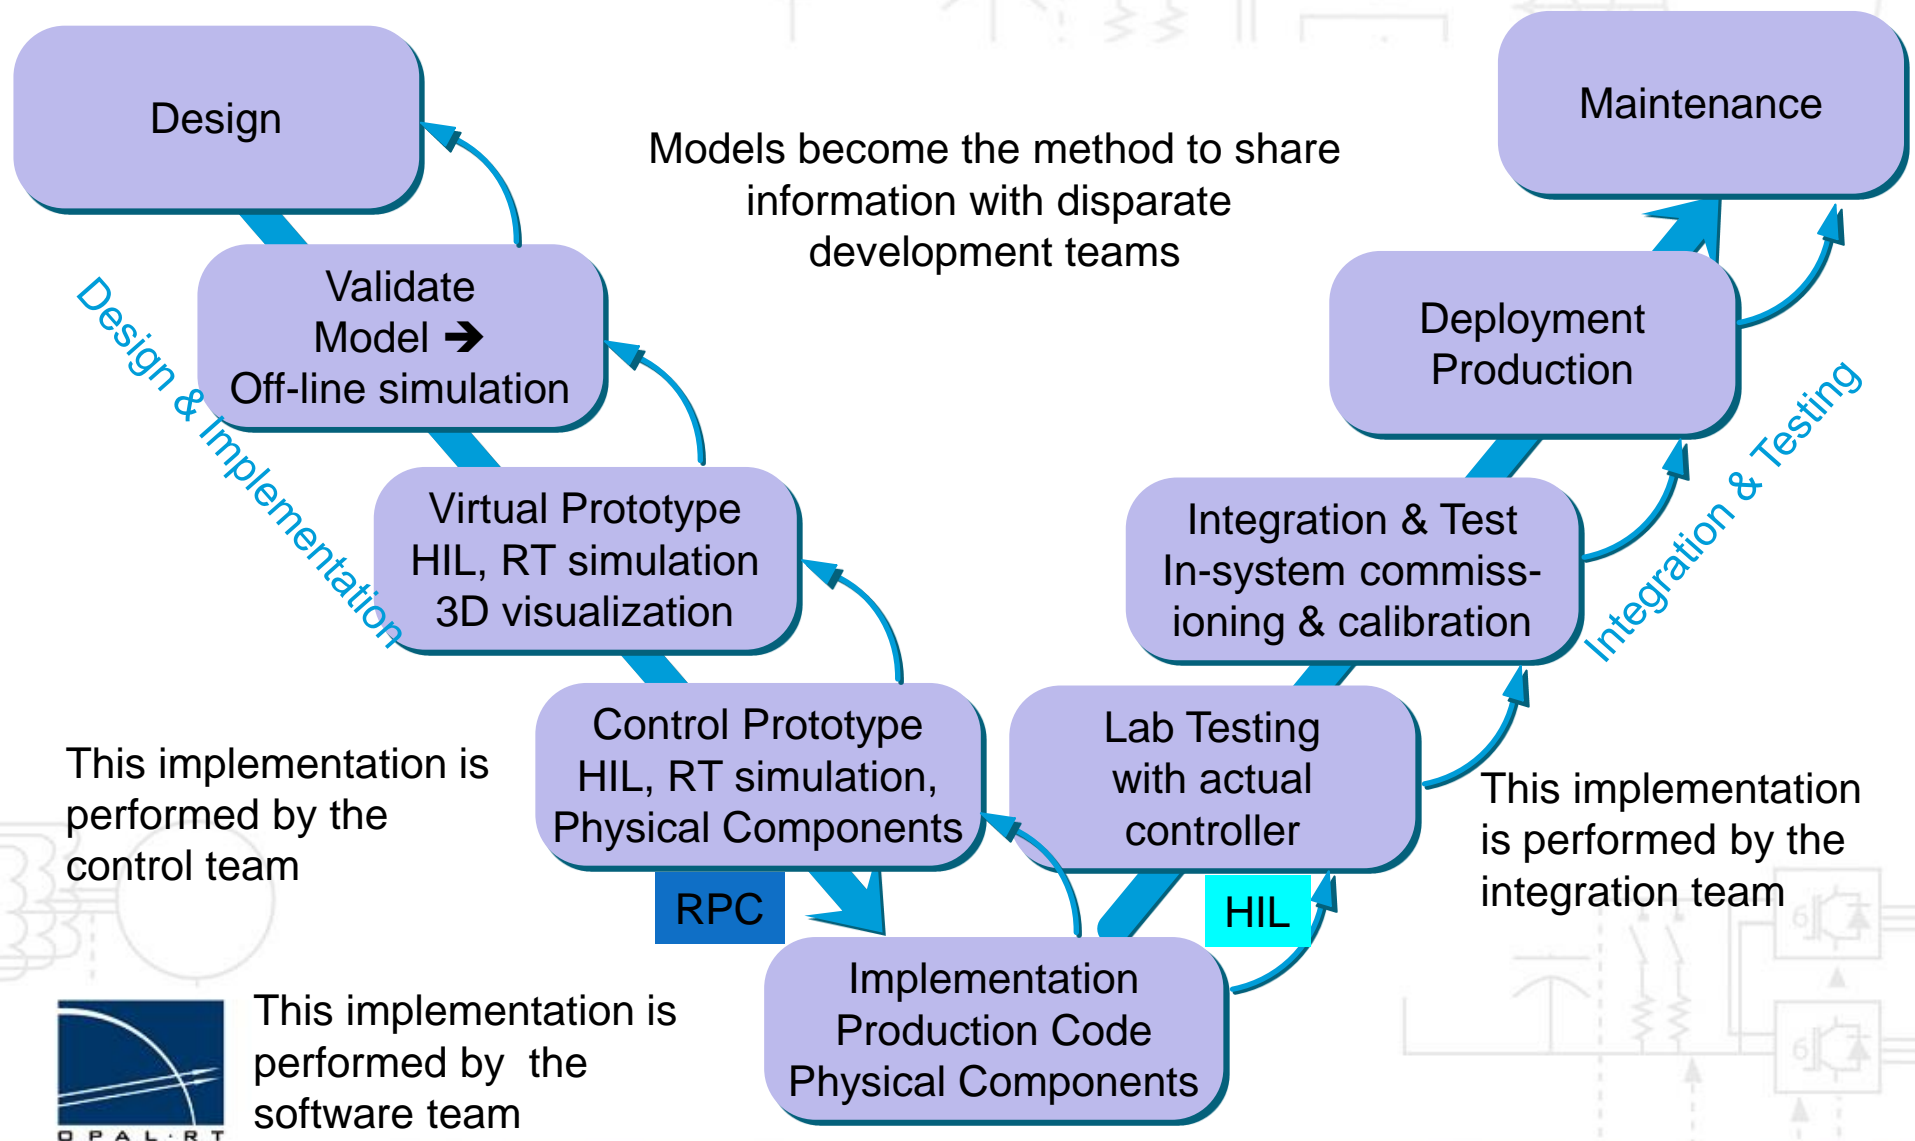 Design
Maintenance
Models become the method to share
information with disparate
development teams
Validate
Model ➔
Off-line simulation
Deployment
Production
Design & Implementation
Integration & Testing
Virtual Prototype
HIL, RT simulation
3D visualization
Integration & Test
In-system commiss-
ioning & calibration
Control Prototype
HIL, RT simulation,
Physical Components
Lab Testing
with actual
controller
This implementation is
performed by the
control team
This implementation
is performed by the
integration team
RPC
HIL
Implementation
Production Code
Physical Components
This implementation is
performed by the
software team
OPAL-RT
6
6